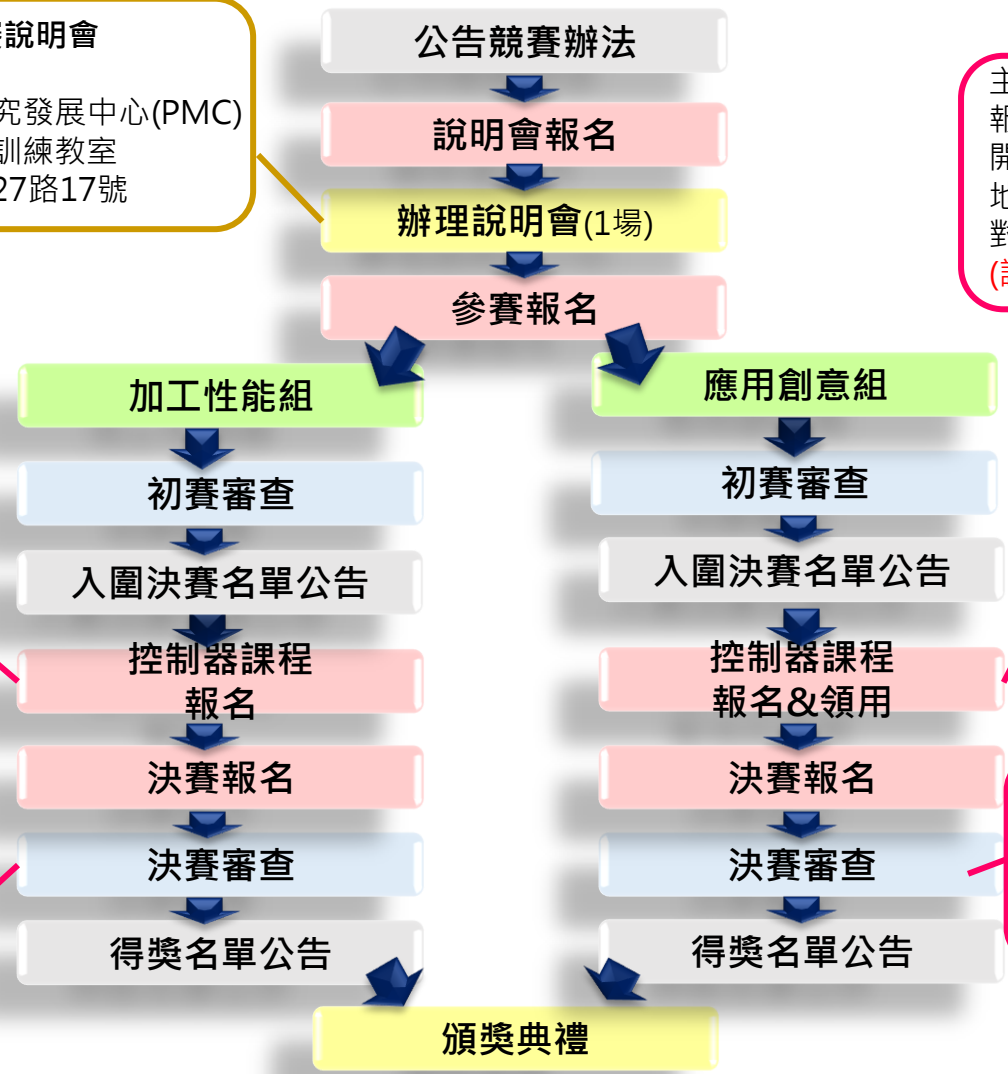 說明會
究發展中心(PMC)
訓練教室
27路17號
公告競賽辦法
說明會報名
辦理說明會(1場)
參賽報名
主
報
開
地
對
加工性能組
初賽審查
入圍決賽名單公告
控制器課程
報名
決賽報名
決賽審查
得獎名單公告
應用創意組
初賽審查
入圍決賽名單公告
控制器課程
報名&領用
決賽報名
決賽審查
得獎名單公告
頒獎典禮